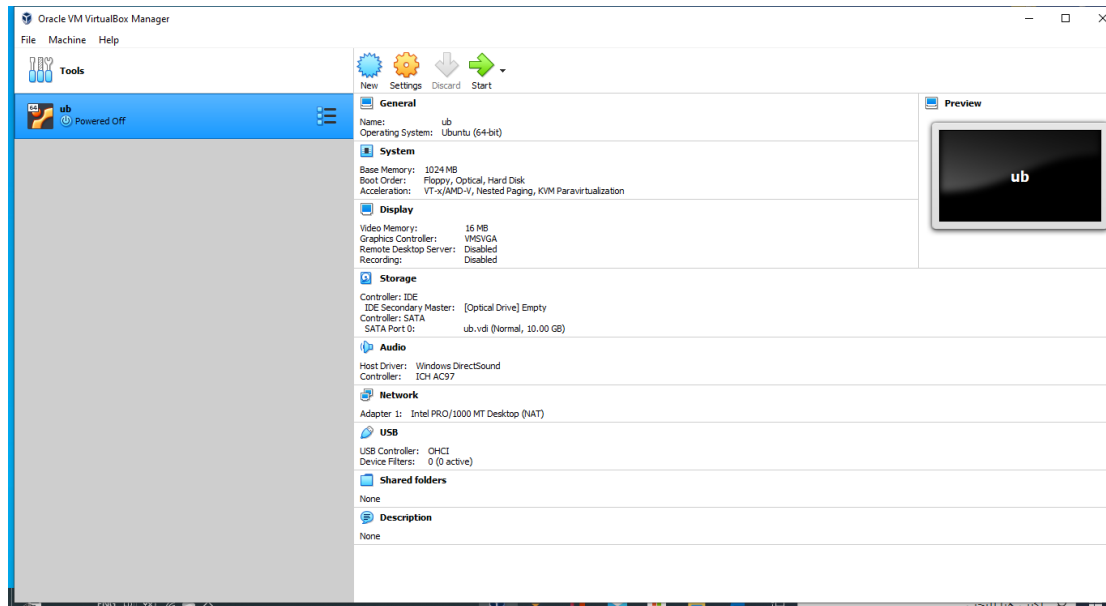 Oracle VM VirtualBox Manager
File Machine Help
Tools
New Settings Discard Start
64 ub
Powered Off
General
Name: ub
Operating System: Ubuntu (64-bit)
System
Base Memory: 1024 MB
Boot Order: Floppy, Optical, Hard Disk
Acceleration: VT-x/AMD-V, Nested Paging, KVM Paravirtualization
Display
Video Memory: 16 MB
Graphics Controller: VMSVGA
Remote Desktop Server: Disabled
Recording: Disabled
Preview
ub
Storage
Controller: IDE
IDE Secondary Master: [Optical Drive] Empty
Controller: SATA
SATA Port 0: ub.vdi (Normal, 10.00 GB)
Audio
Host Driver: Windows DirectSound
Controller: ICH AC97
Network
Adapter 1: Intel PRO/1000 MT Desktop (NAT)
USB
USB Controller: OHCI
Device Filters: 0 (0 active)
Shared folders
None
Description
None